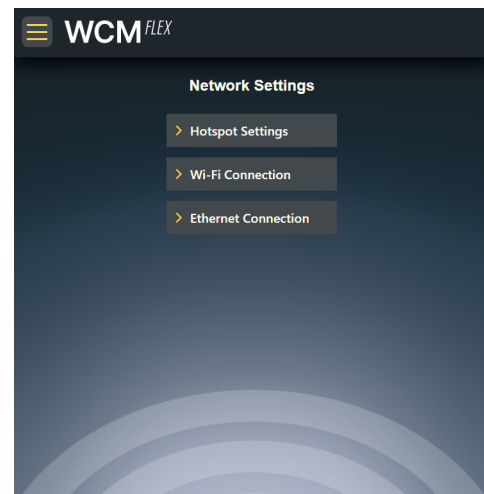 WCM FLEX
Network Settings
Hotspot Settings
Wi-Fi Connection
Ethernet Connection